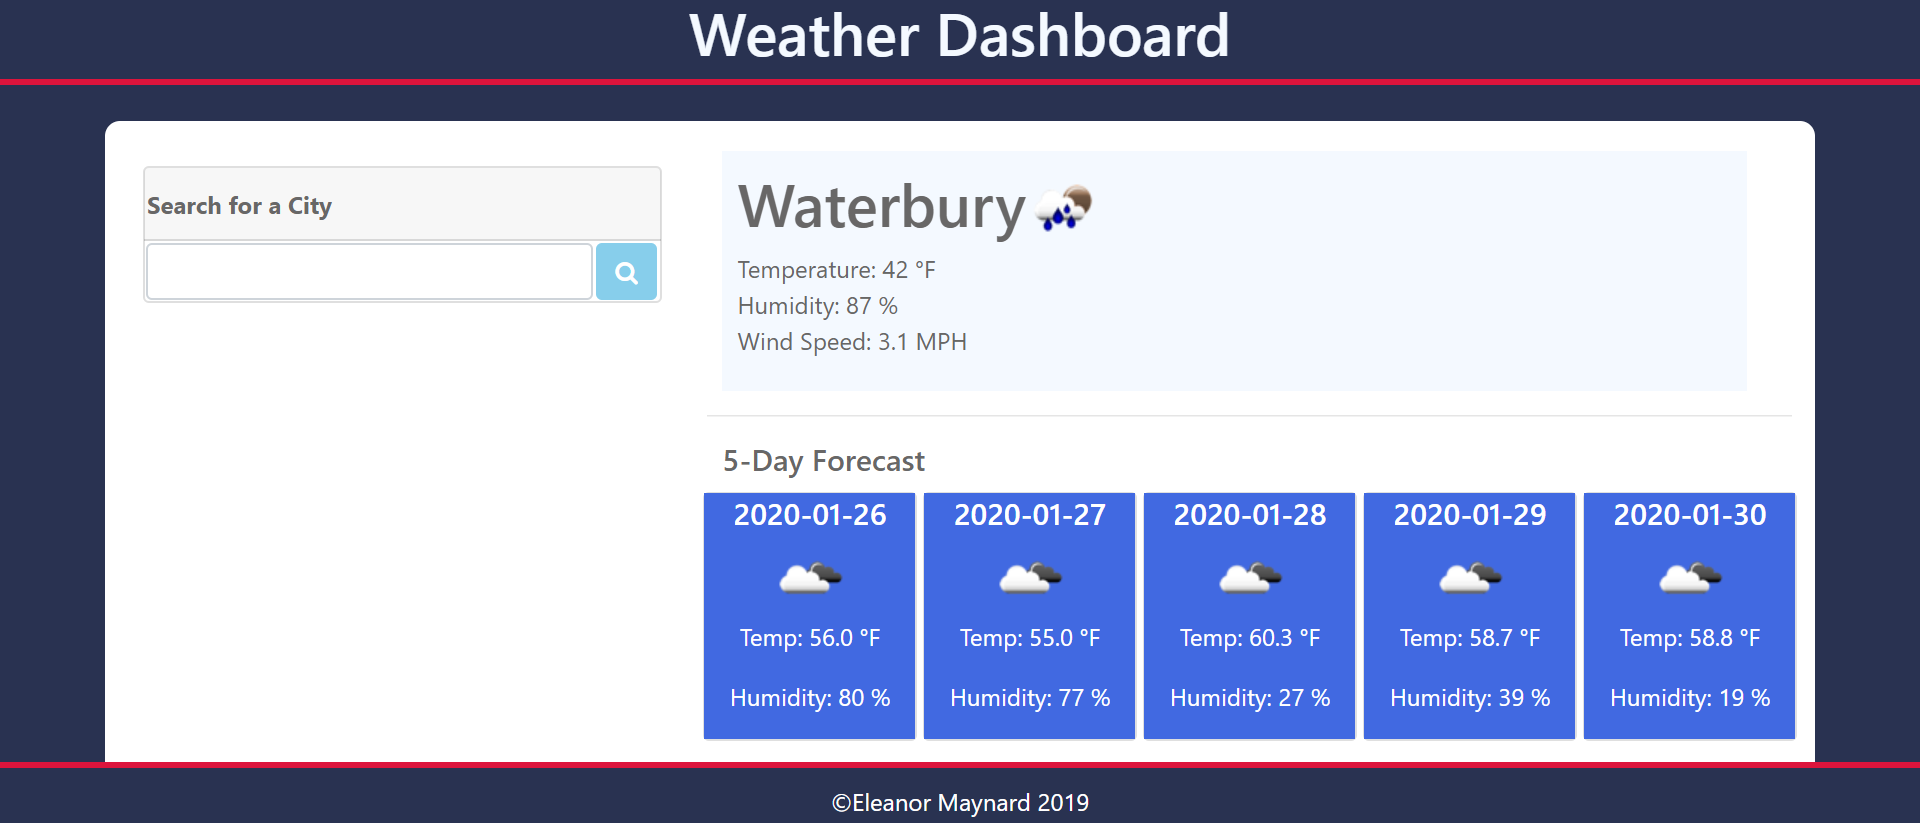 Weather Dashboard
Search for a City
Waterbury
Temperature: 42 °F
Humidity: 87 %
Wind Speed: 3.1 MPH
5-Day Forecast
2020-01-26
Temp: 56.0 °F
Humidity: 80 %
2020-01-27
Temp: 55.0 °F
Humidity: 77 %
2020-01-28
Temp: 60.3 °F
Humidity: 27 %
2020-01-29
Temp: 58.7 °F
Humidity: 39 %
2020-01-30
Temp: 58.8 °F
Humidity: 19 %
©Eleanor Maynard 2019